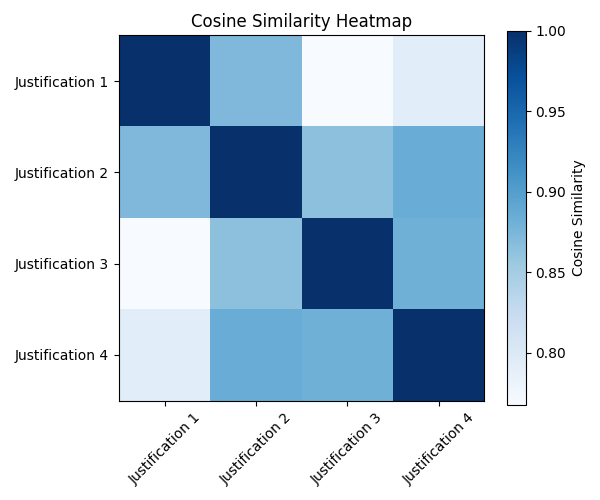 Cosine Similarity Heatmap
Justification 1
Justification 2
Justification 3
Justification 4
Justification 1
Justification 2
Justification 3
Justification 4
1.00
0.95
0.90
0.85
0.80
Cosine Similarity